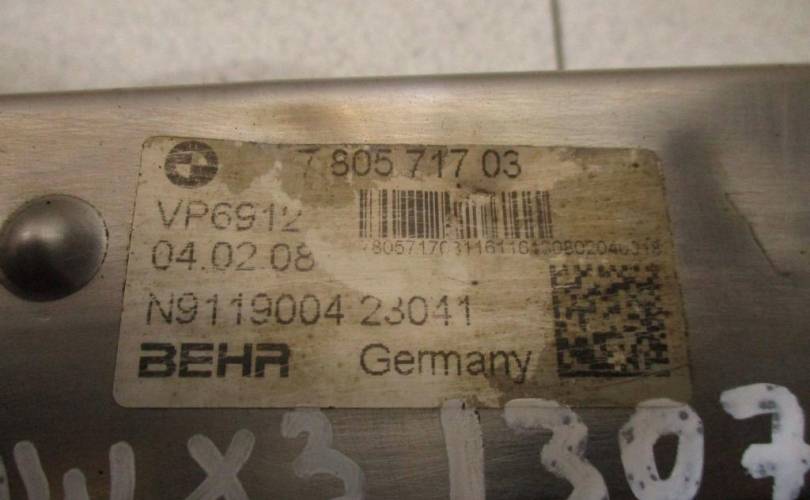 7 805 717 03
VP6912
04.02.08
N9119004 23041
BEHR Germany
X3 1307